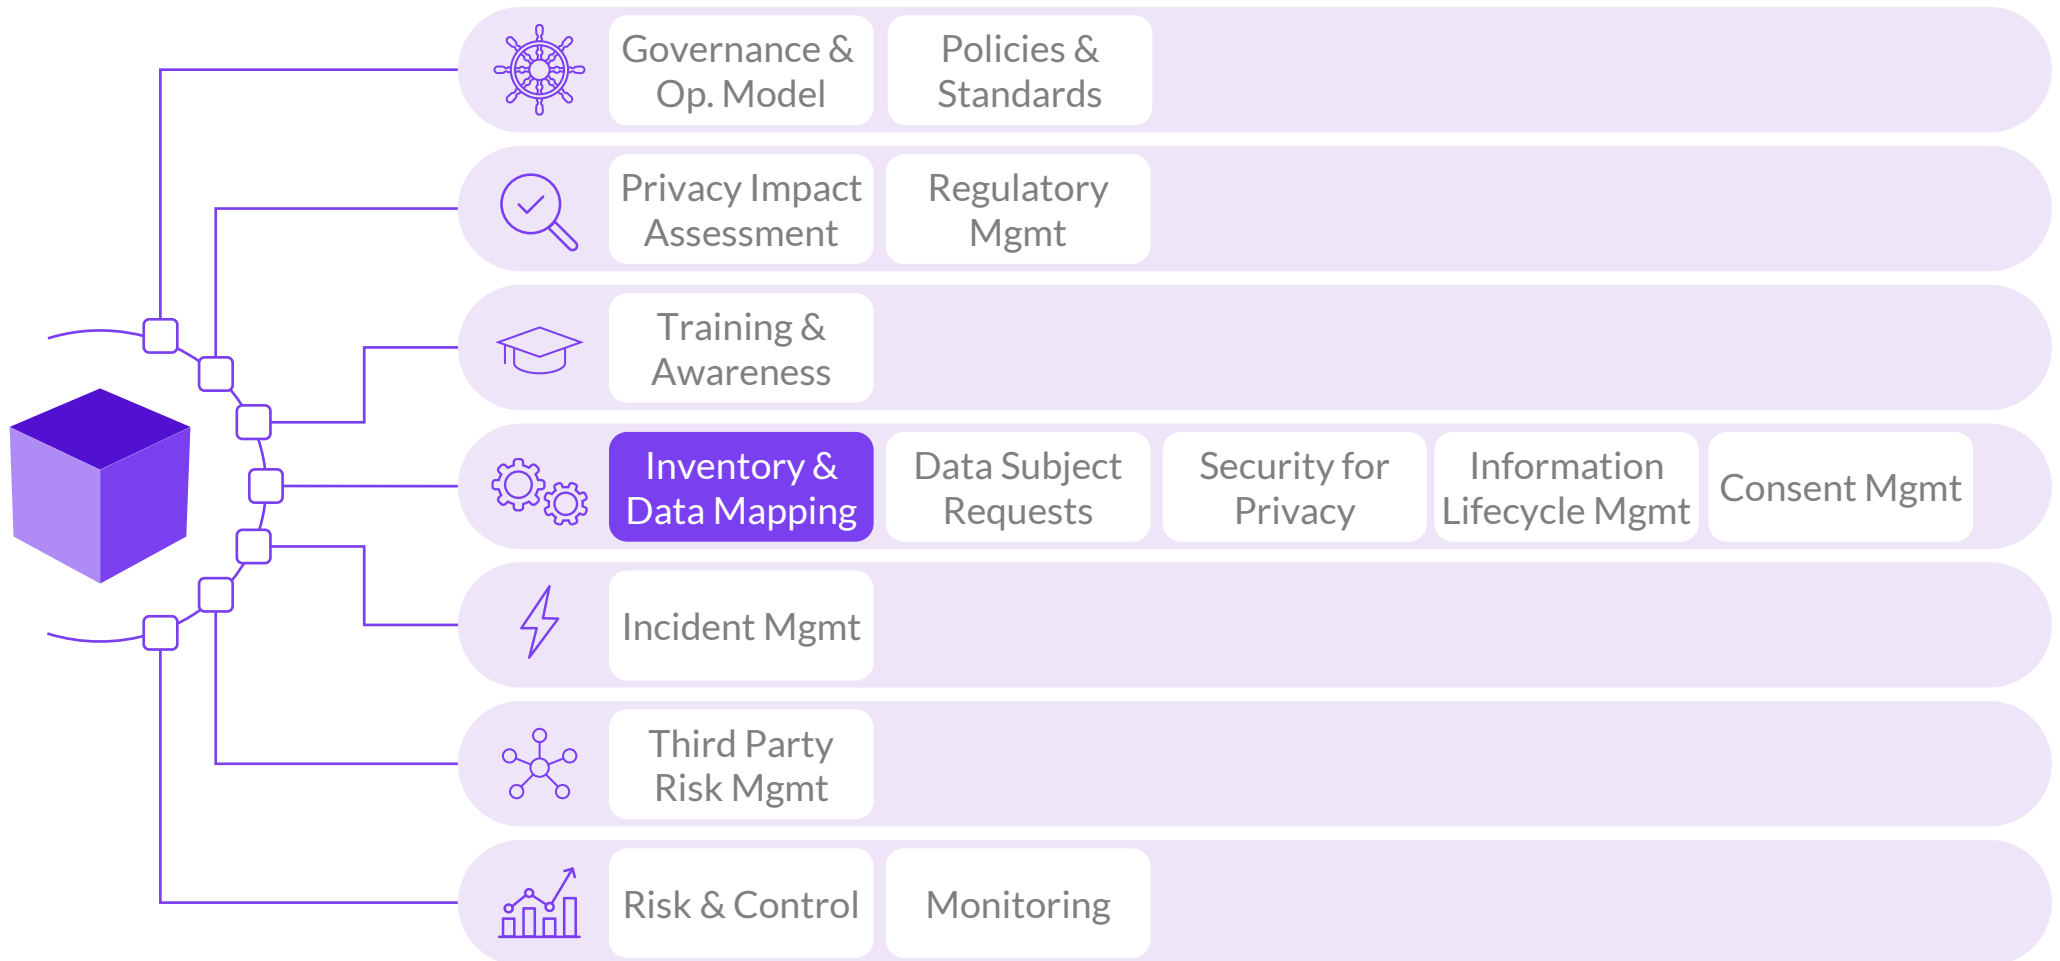 Governance &
Op. Model
Policies &
Standards
Privacy Impact
Assessment
Regulatory
Mgmt
Training &
Awareness
Inventory &
Data Mapping
Data Subject
Requests
Security for
Privacy
Information
Lifecycle Mgmt
Consent Mgmt
Incident Mgmt
Third Party
Risk Mgmt
Risk & Control
Monitoring